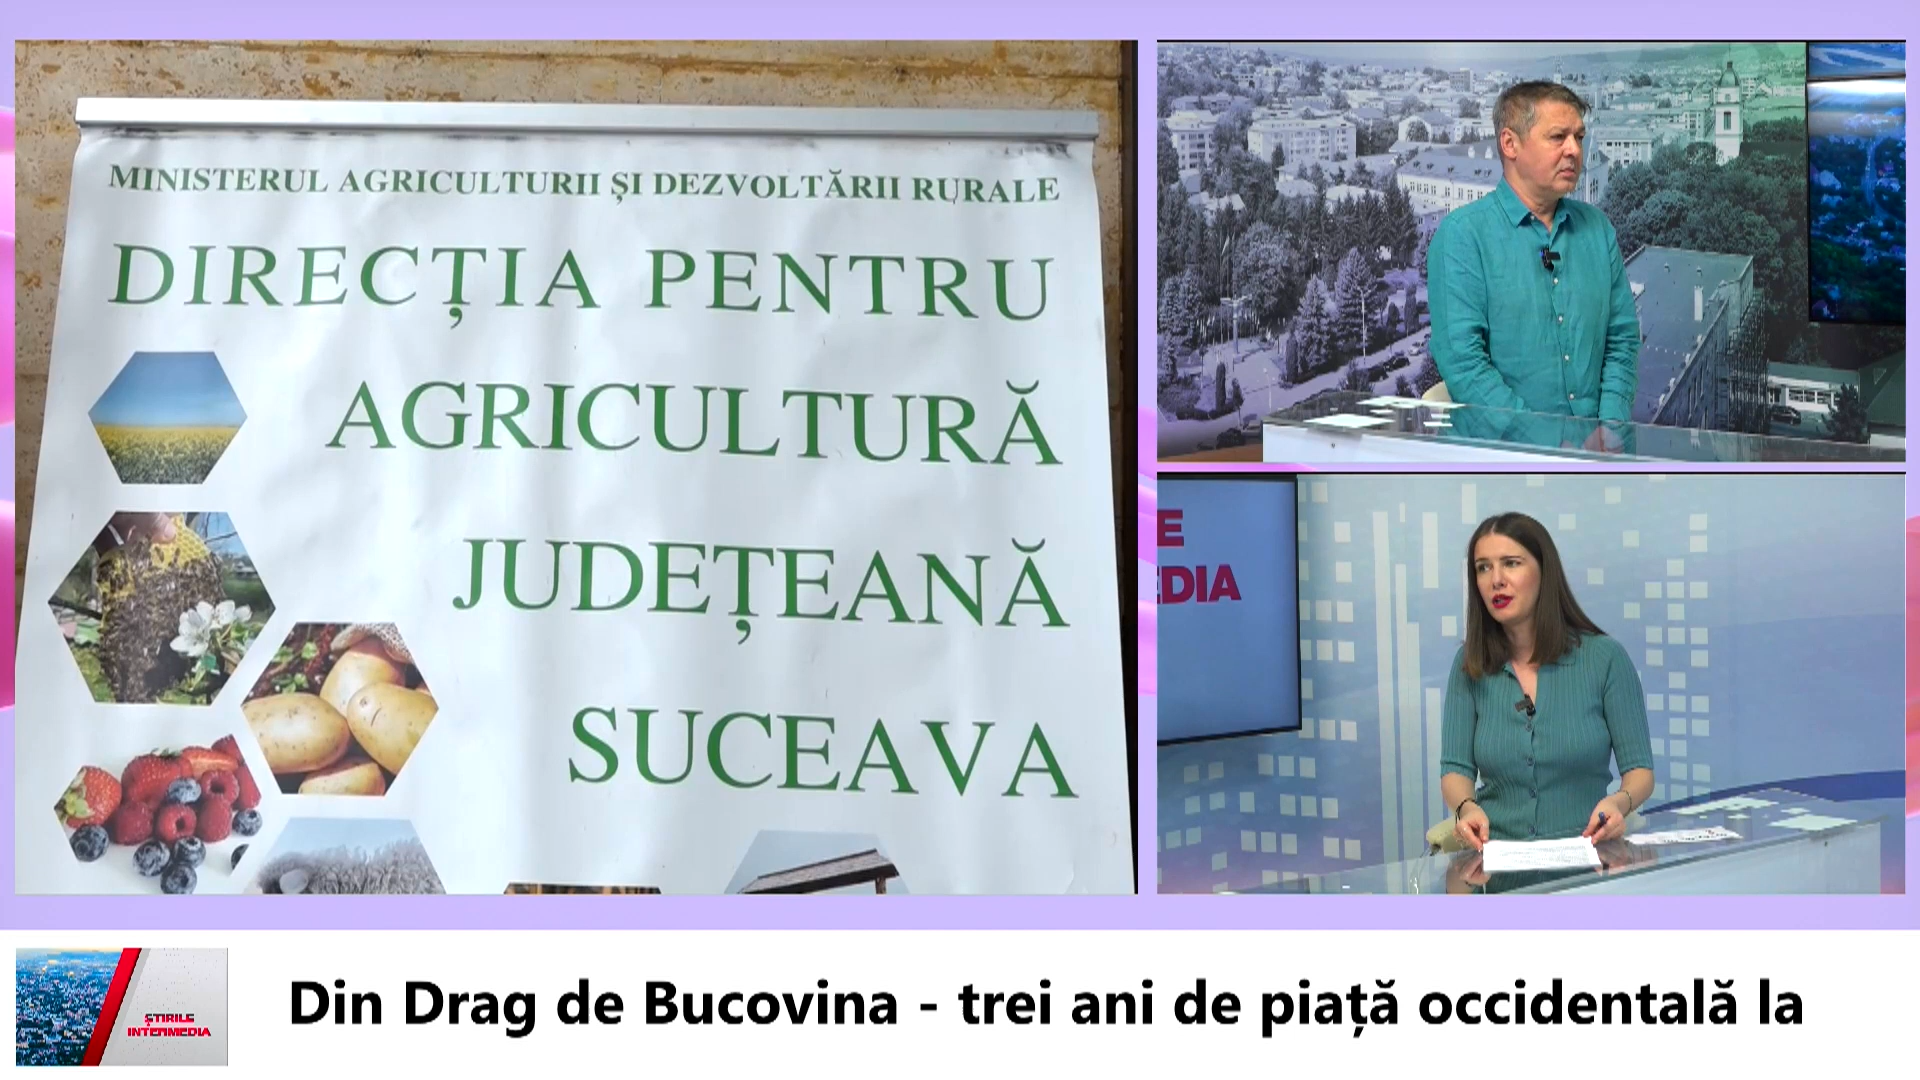 MINISTERUL AGRICULTURII ȘI DEZVOLTĂRII RURALE
DIRECȚIA PENTRU
AGRICULTURĂ
JUDEȚEANĂ
SUCEAVA
E
EDIA
ȘTIRILE
INTERMEDIA
Din Drag de Bucovina - trei ani de piață occidentală la